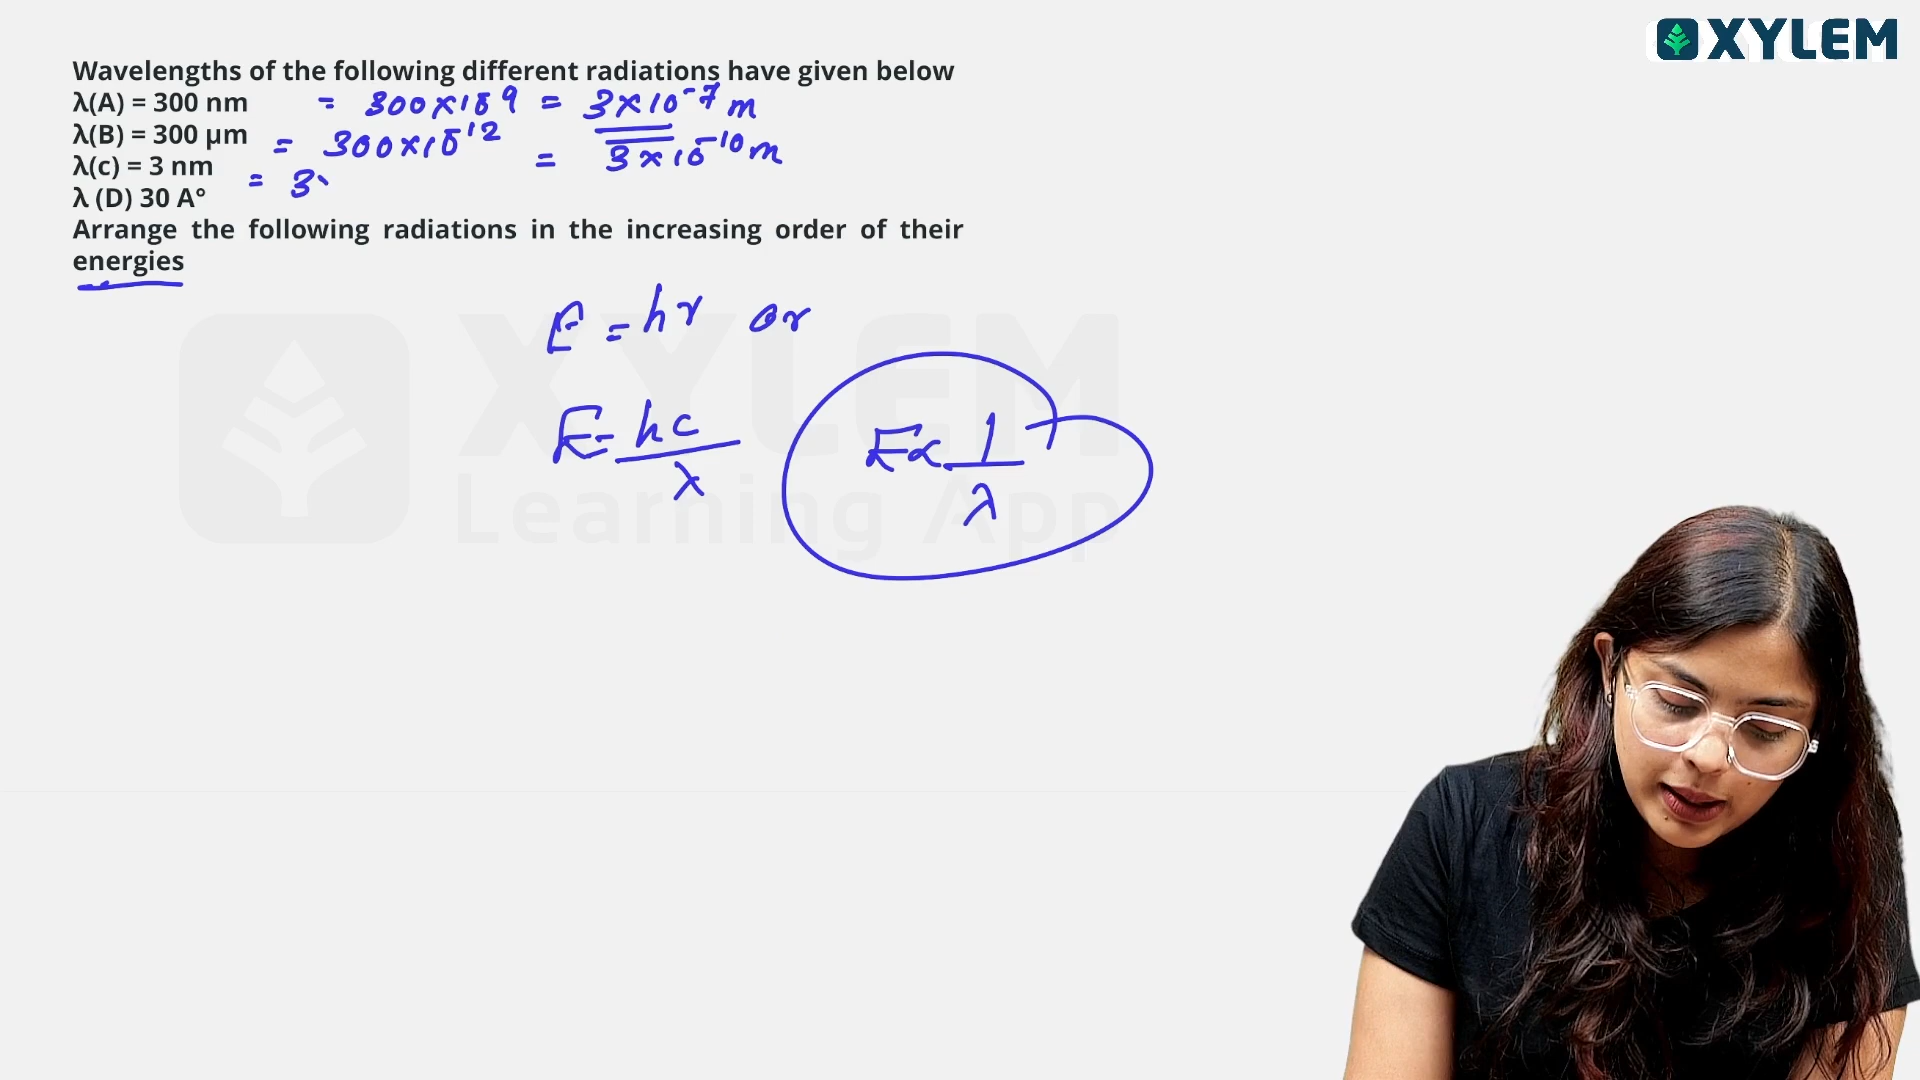 XYLEM
Wavelengths of the following different radiations have given below
λ(A) = 300 nm = 300×10⁻⁹ = 3×10⁻⁷ m
λ(B) = 300 μm = 300×10⁻¹² = 3×10⁻¹⁰ m
λ(c) = 3 nm = 3
λ (D) 30 A°
Arrange the following radiations in the increasing order of their
energies
E = hγ or
E = hc/λ E ∝ 1/λ
XYLEM
Learning App